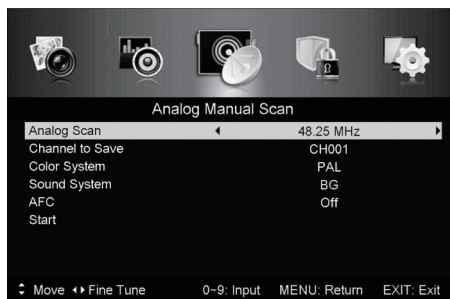 Analog Manual Scan
Analog Scan 48.25 MHz
Channel to Save CH001
Color System PAL
Sound System BG
AFC Off
Start
Move Fine Tune 0~9: Input MENU: Return EXIT: Exit